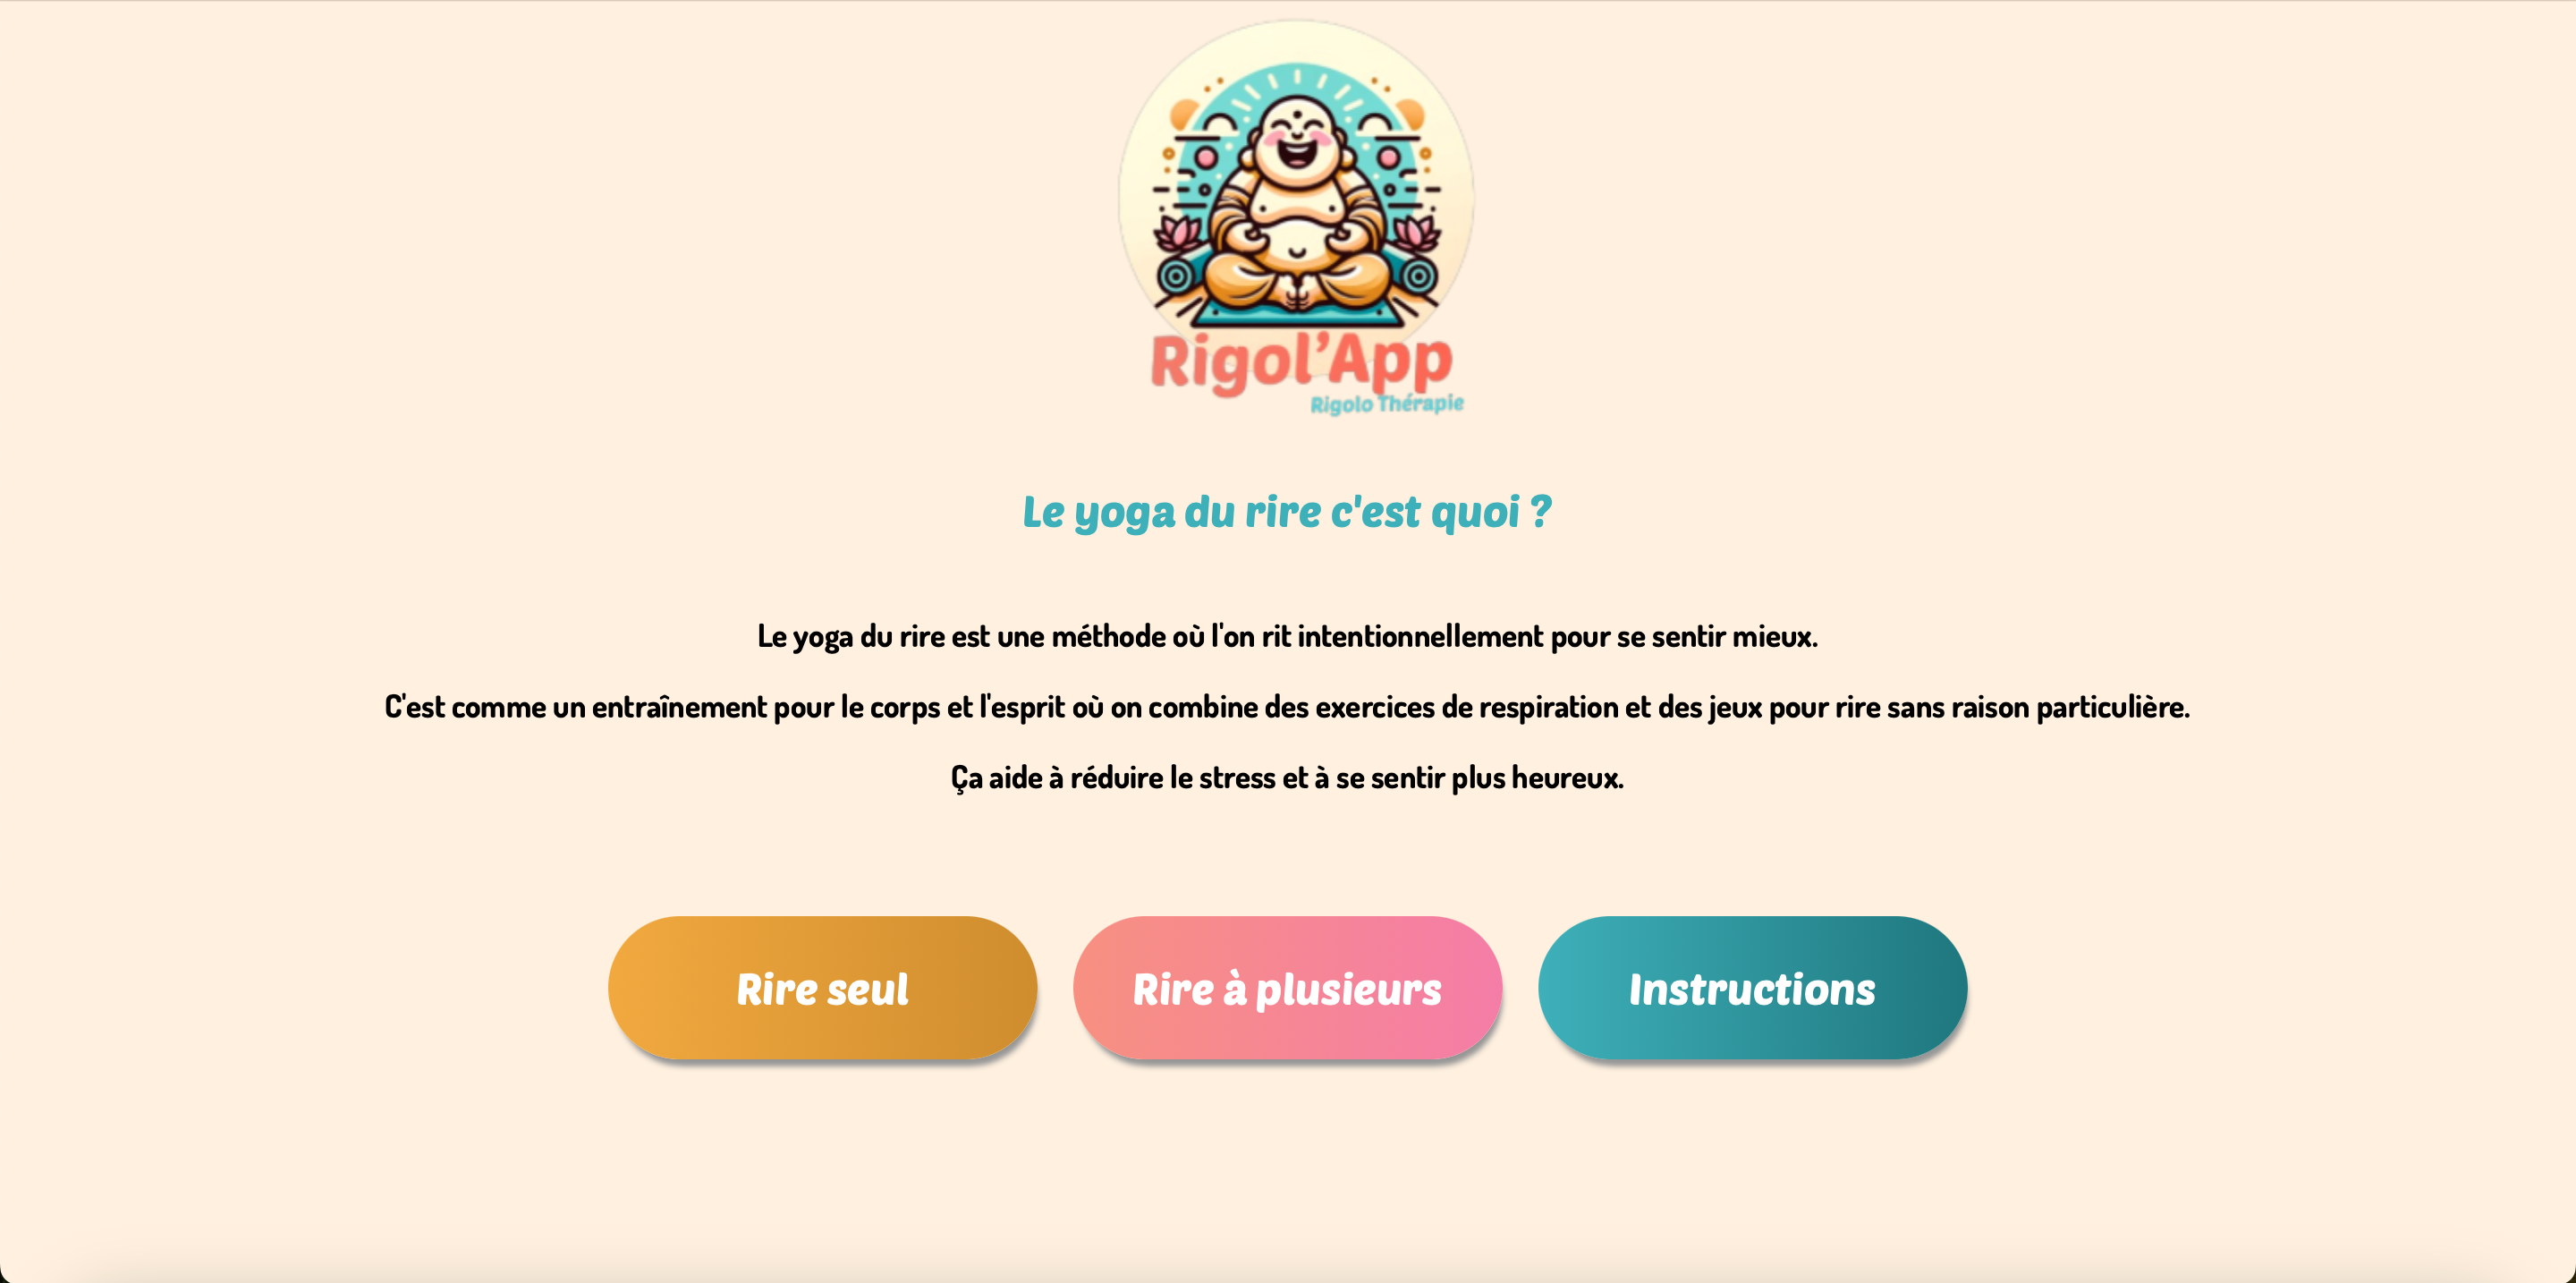 Rigol’App
Rigolo Thérapie
Le yoga du rire c'est quoi ?
Le yoga du rire est une méthode où l'on rit intentionnellement pour se sentir mieux.
C'est comme un entraînement pour le corps et l'esprit où on combine des exercices de respiration et des jeux pour rire sans raison particulière.
Ça aide à réduire le stress et à se sentir plus heureux.
Rire seul
Rire à plusieurs
Instructions